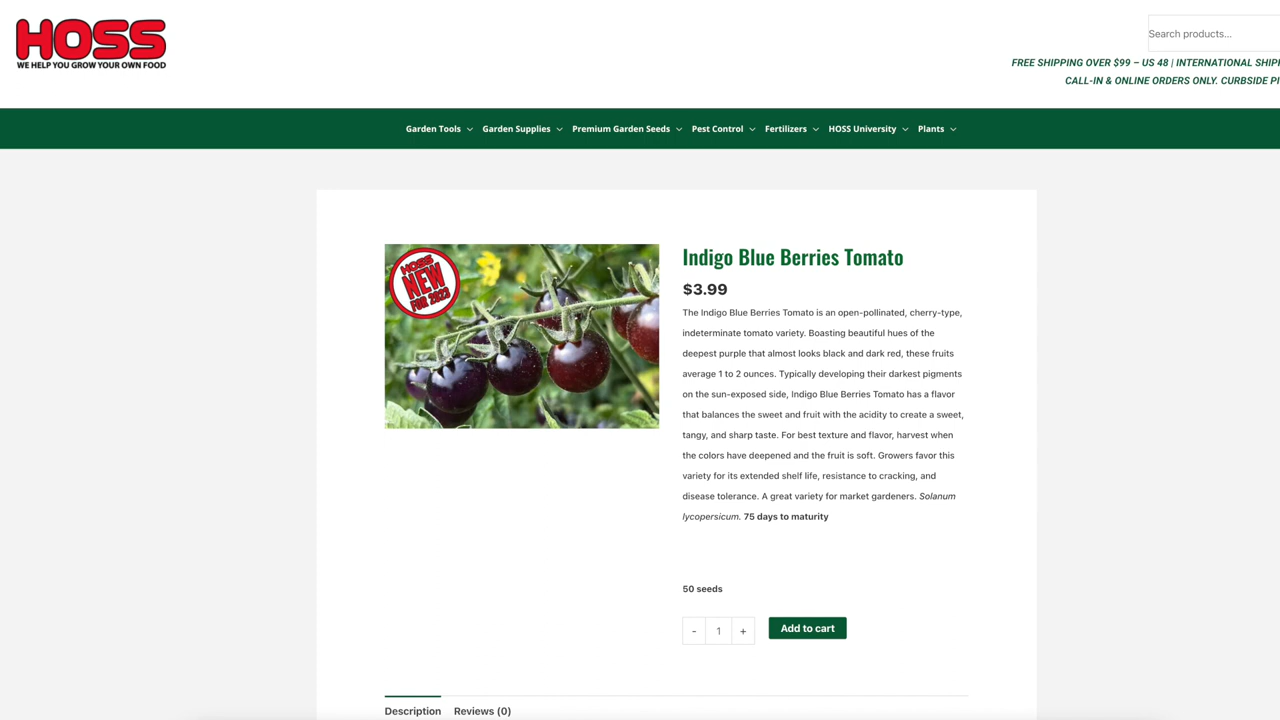 HOSS
WE HELP YOU GROW YOUR OWN FOOD
Search products...
FREE SHIPPING OVER $99 – US 48 | INTERNATIONAL SHIP
CALL-IN & ONLINE ORDERS ONLY. CURBSIDE PI
Garden Tools Garden Supplies Premium Garden Seeds Pest Control Fertilizers HOSS University Plants
HOSS
NEW
FOR 2023
Indigo Blue Berries Tomato
$3.99
The Indigo Blue Berries Tomato is an open-pollinated, cherry-type,
indeterminate tomato variety. Boasting beautiful hues of the
deepest purple that almost looks black and dark red, these fruits
average 1 to 2 ounces. Typically developing their darkest pigments
on the sun-exposed side, Indigo Blue Berries Tomato has a flavor
that balances the sweet and fruit with the acidity to create a sweet,
tangy, and sharp taste. For best texture and flavor, harvest when
the colors have deepened and the fruit is soft. Growers favor this
variety for its extended shelf life, resistance to cracking, and
disease tolerance. A great variety for market gardeners. Solanum
lycopersicum. 75 days to maturity
50 seeds
- 1 + Add to cart
Description Reviews (0)